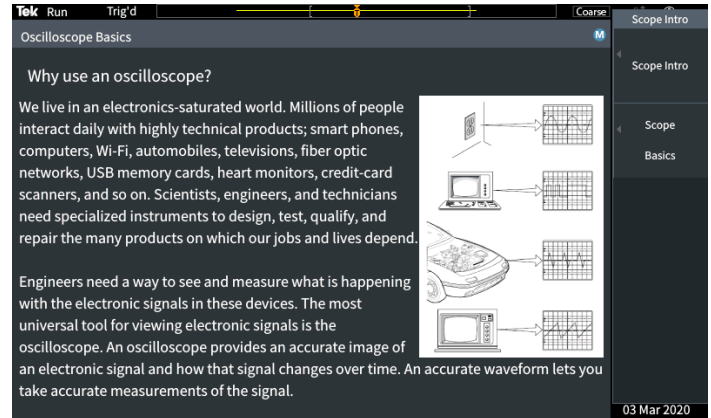 Tek Run Trig'd
Coarse
Scope Intro
Oscilloscope Basics
M
Scope Intro
Scope
Basics
Why use an oscilloscope?
We live in an electronics-saturated world. Millions of people
interact daily with highly technical products; smart phones,
computers, Wi-Fi, automobiles, televisions, fiber optic
networks, USB memory cards, heart monitors, credit-card
scanners, and so on. Scientists, engineers, and technicians
need specialized instruments to design, test, qualify, and
repair the many products on which our jobs and lives depend.
Engineers need a way to see and measure what is happening
with the electronic signals in these devices. The most
universal tool for viewing electronic signals is the
oscilloscope. An oscilloscope provides an accurate image of
an electronic signal and how that signal changes over time. An accurate waveform lets you
take accurate measurements of the signal.
03 Mar 2020